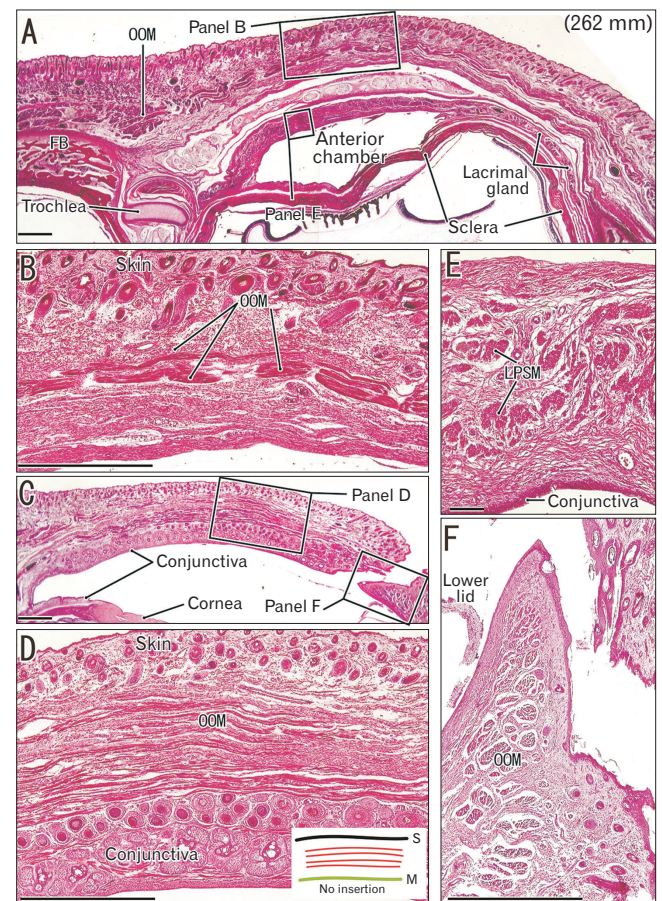 A
OOM
Panel B
(262 mm)
FB
Anterior
chamber
Lacrimal
gland
Trochlea
Panel E
Sclera
B
Skin
OOM
E
LPSM
Conjunctiva
C
Panel D
Conjunctiva
Cornea
Panel F
F
Lower
lid
OOM
D
Skin
OOM
Conjunctiva
S
M
No insertion